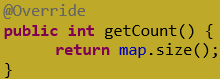 @Override
public int getCount() {
    return map.size();
}